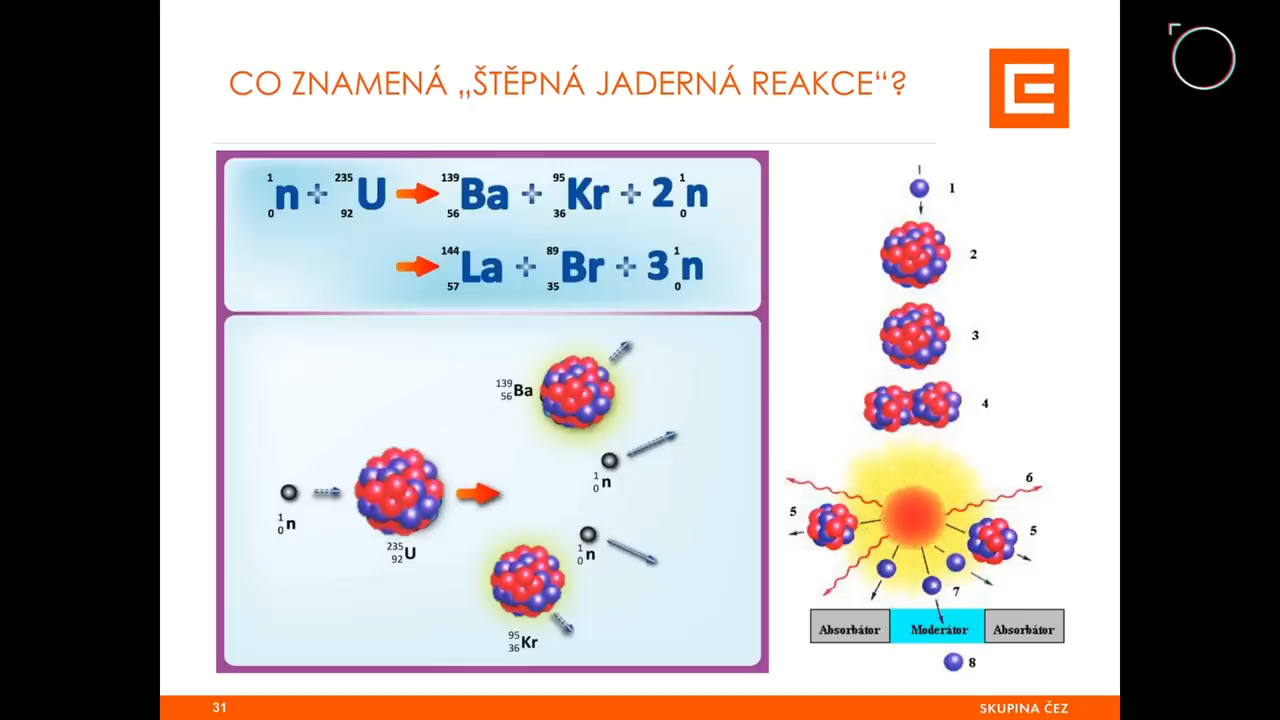 CO ZNAMENÁ „ŠTĚPNÁ JADERNÁ REAKCE“?
1 0 n + 235 92 U 139 56 Ba + 95 36 Kr + 2 1 0 n
144 57 La + 89 35 Br + 3 1 0 n
139 56 Ba
1 0 n
1 0 n
235 92 U
1 0 n
95 36 Kr
1
2
3
4
6
5
5
7
Absorbátor Moderátor Absorbátor
8
31
SKUPINA ČEZ